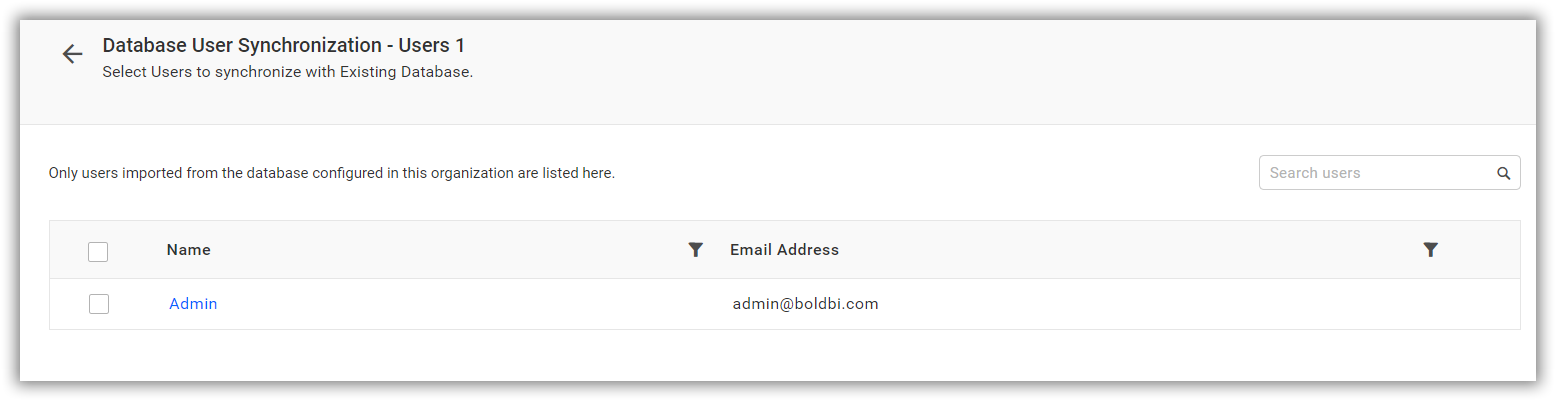 Database User Synchronization - Users 1
Select Users to synchronize with Existing Database.
Only users imported from the database configured in this organization are listed here.
Search users
Name
Email Address
Admin
admin@boldbi.com